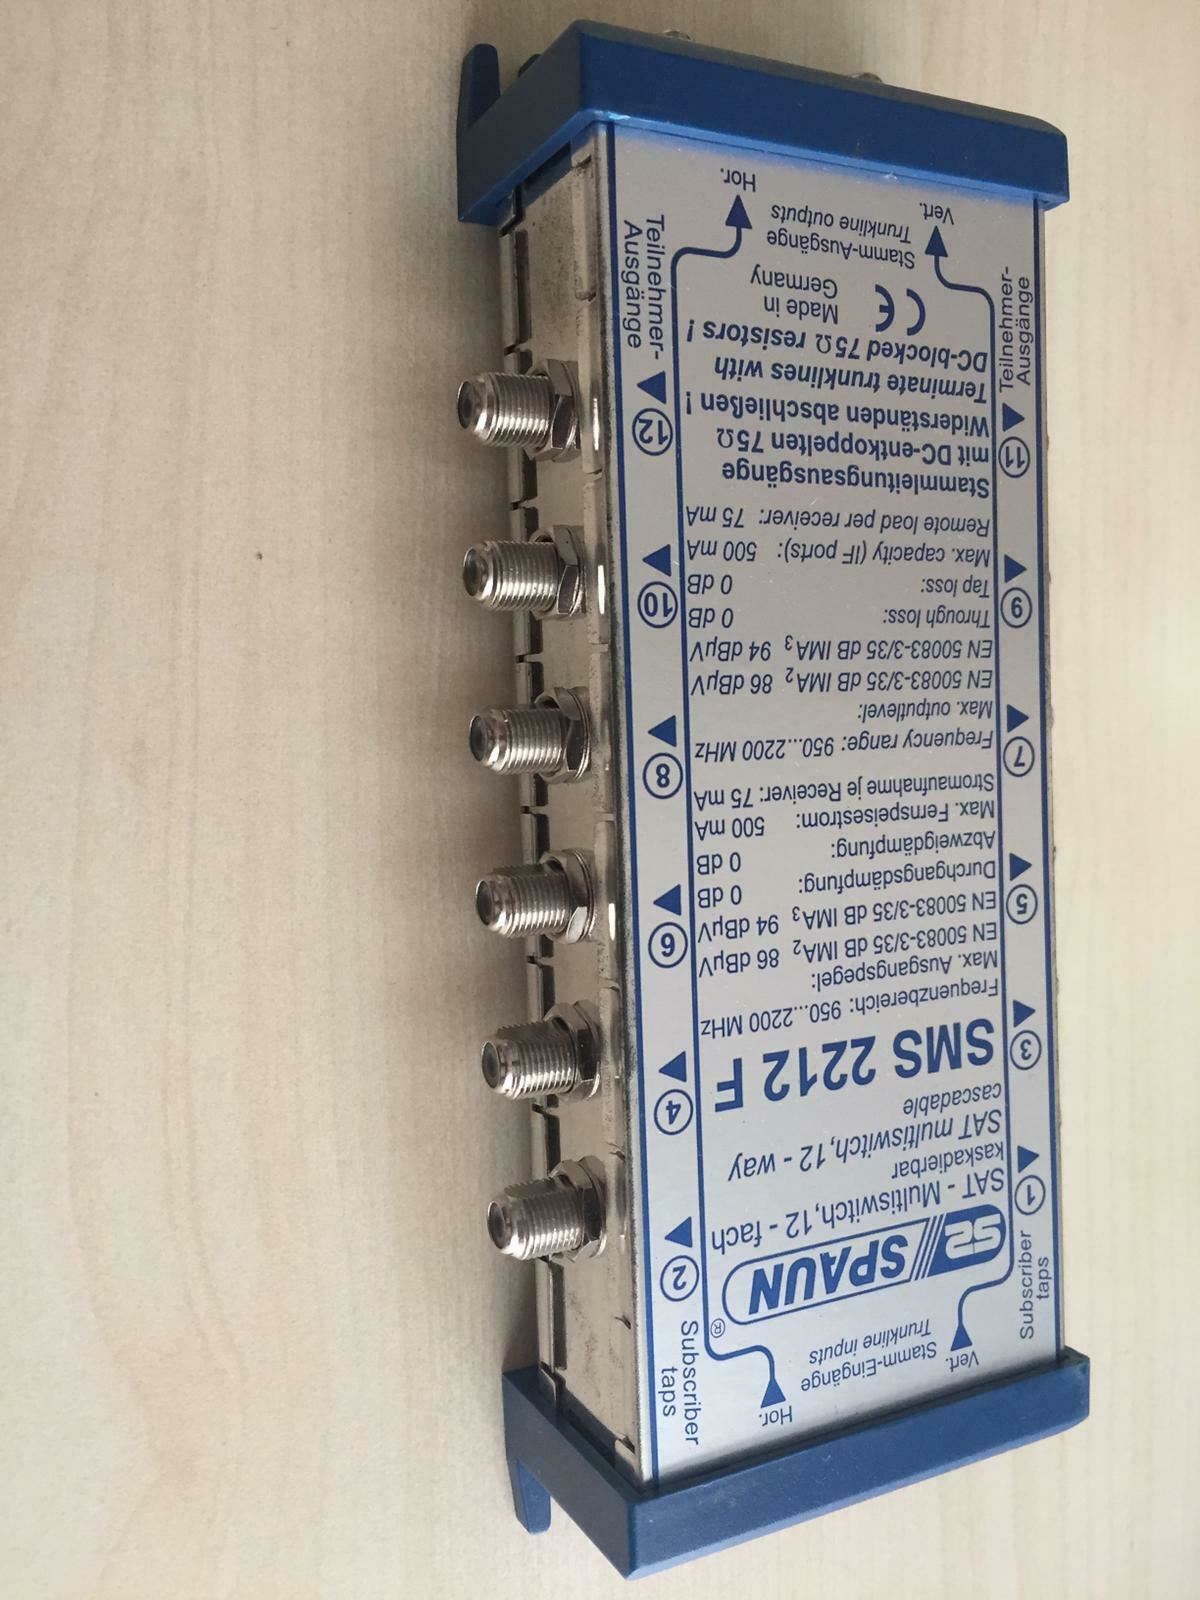 Stamm-Eingänge
Trunkline inputs
Vert.
Hor.
Subscriber
taps
Subscriber
taps
S2 SPAUN ®
SAT - Multiswitch, 12 - fach
kaskadierbar
SAT multiswitch, 12 - way
cascadable
SMS 2212 F
Frequenzbereich: 950...2200 MHz
Max. Ausgangspegel:
EN 50083-3/35 dB IMA2 86 dBµV
EN 50083-3/35 dB IMA3 94 dBµV
Durchgangsdämpfung: 0 dB
Abzweigdämpfung: 0 dB
Max. Fernspeisestrom: 500 mA
Stromaufnahme je Receiver: 75 mA
Frequency range: 950...2200 MHz
Max. outputlevel:
EN 50083-3/35 dB IMA2 86 dBµV
EN 50083-3/35 dB IMA3 94 dBµV
Through loss: 0 dB
Tap loss: 0 dB
Max. capacity (IF ports): 500 mA
Remote load per receiver: 75 mA
Stammleitungsausgänge
mit DC-entkoppelten 75Ω
Widerständen abschließen !
Terminate trunklines with
DC-blocked 75Ω resistors !
CE Made in
Germany
Stamm-Ausgänge
Trunkline outputs
Vert.
Hor.
1
3
5
7
9
11
Teilnehmer-
Ausgänge
2
4
6
8
10
12
Teilnehmer-
Ausgänge